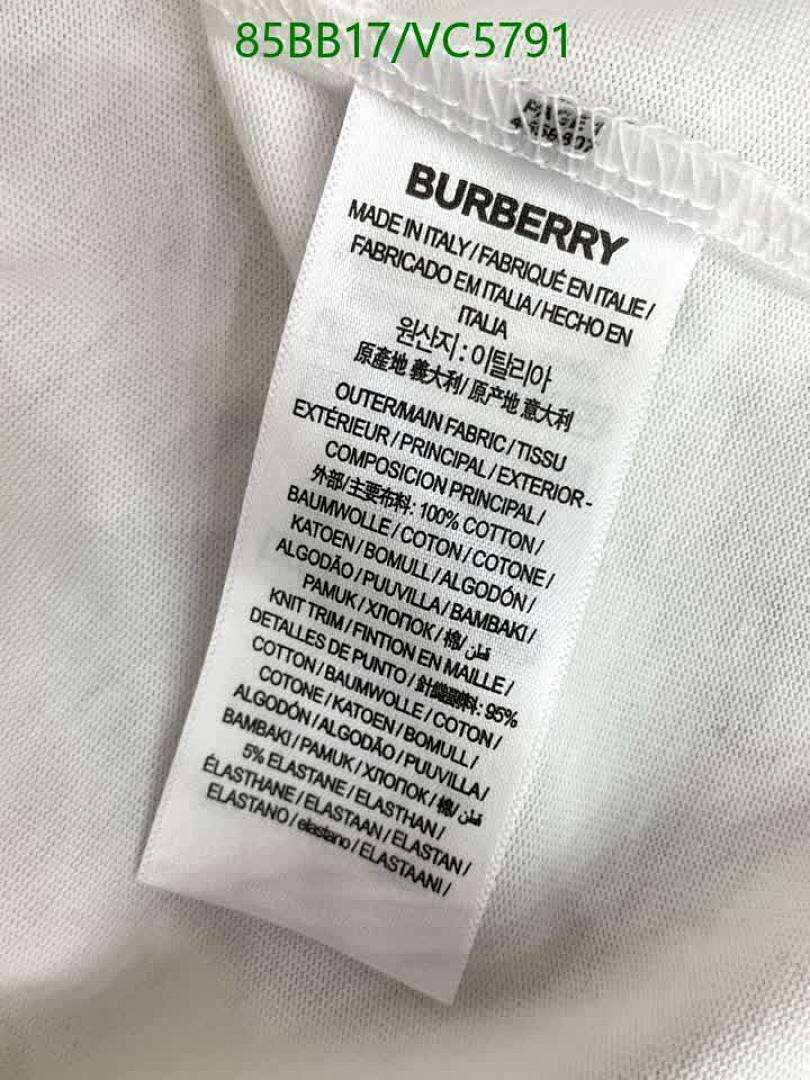 85BB17/VC5791
BURBERRY
MADE IN ITALY / FABRIQUÉ EN ITALIE /
FABRICADO EM ITALIA / HECHO EN
ITALIA
원산지 : 이탈리아
原產地 義大利 / 原产地 意大利
OUTER/MAIN FABRIC / TISSU
EXTÉRIEUR / PRINCIPAL / EXTERIOR -
COMPOSICION PRINCIPAL /
外部/主要布料: 100% COTTON /
BAUMWOLLE / COTON / COTONE /
KATOEN / BOMULL / ALGODÓN /
ALGODÃO / PUUVILLA / BAMBAKI /
PAMUK / ХЛОПОК / 棉/ قطن
KNIT TRIM / FINTION EN MAILLE /
DETALLES DE PUNTO / 針織 : 95%
COTTON / BAUMWOLLE / COTON /
COTONE / KATOEN / BOMULL /
ALGODÓN / ALGODÃO / PUUVILLA /
BAMBAKI / PAMUK / ХЛОПОК / 棉/ قطن
5% ELASTANE / ELASTHAN /
ÉLASTHANE / ELASTAAN / ELASTAN /
ELASTANO / elastano / ELASTAANI /